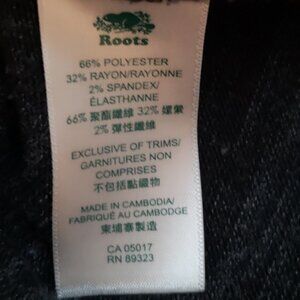 Roots
66% POLYESTER
32% RAYON/RAYONNE
2% SPANDEX/
ÉLASTHANNE
66% 聚酯纖維 32% 嫘縈
2% 彈性纖維
EXCLUSIVE OF TRIMS/
GARNITURES NON
COMPRISES
不包括點綴物
MADE IN CAMBODIA/
FABRIQUÉ AU CAMBODGE
柬埔寨製造
CA 05017
RN 89323